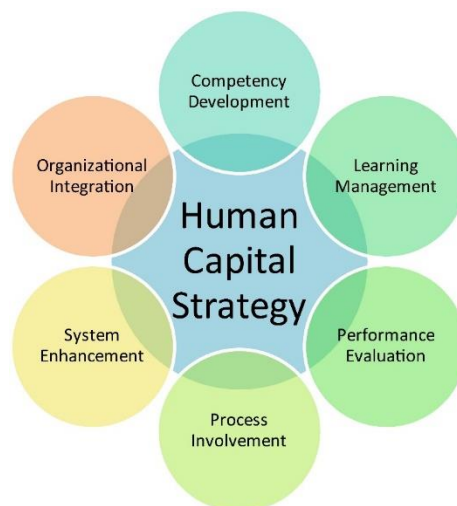 Competency
Development
Organizational
Integration
Learning
Management
Human
Capital
Strategy
System
Enhancement
Performance
Evaluation
Process
Involvement